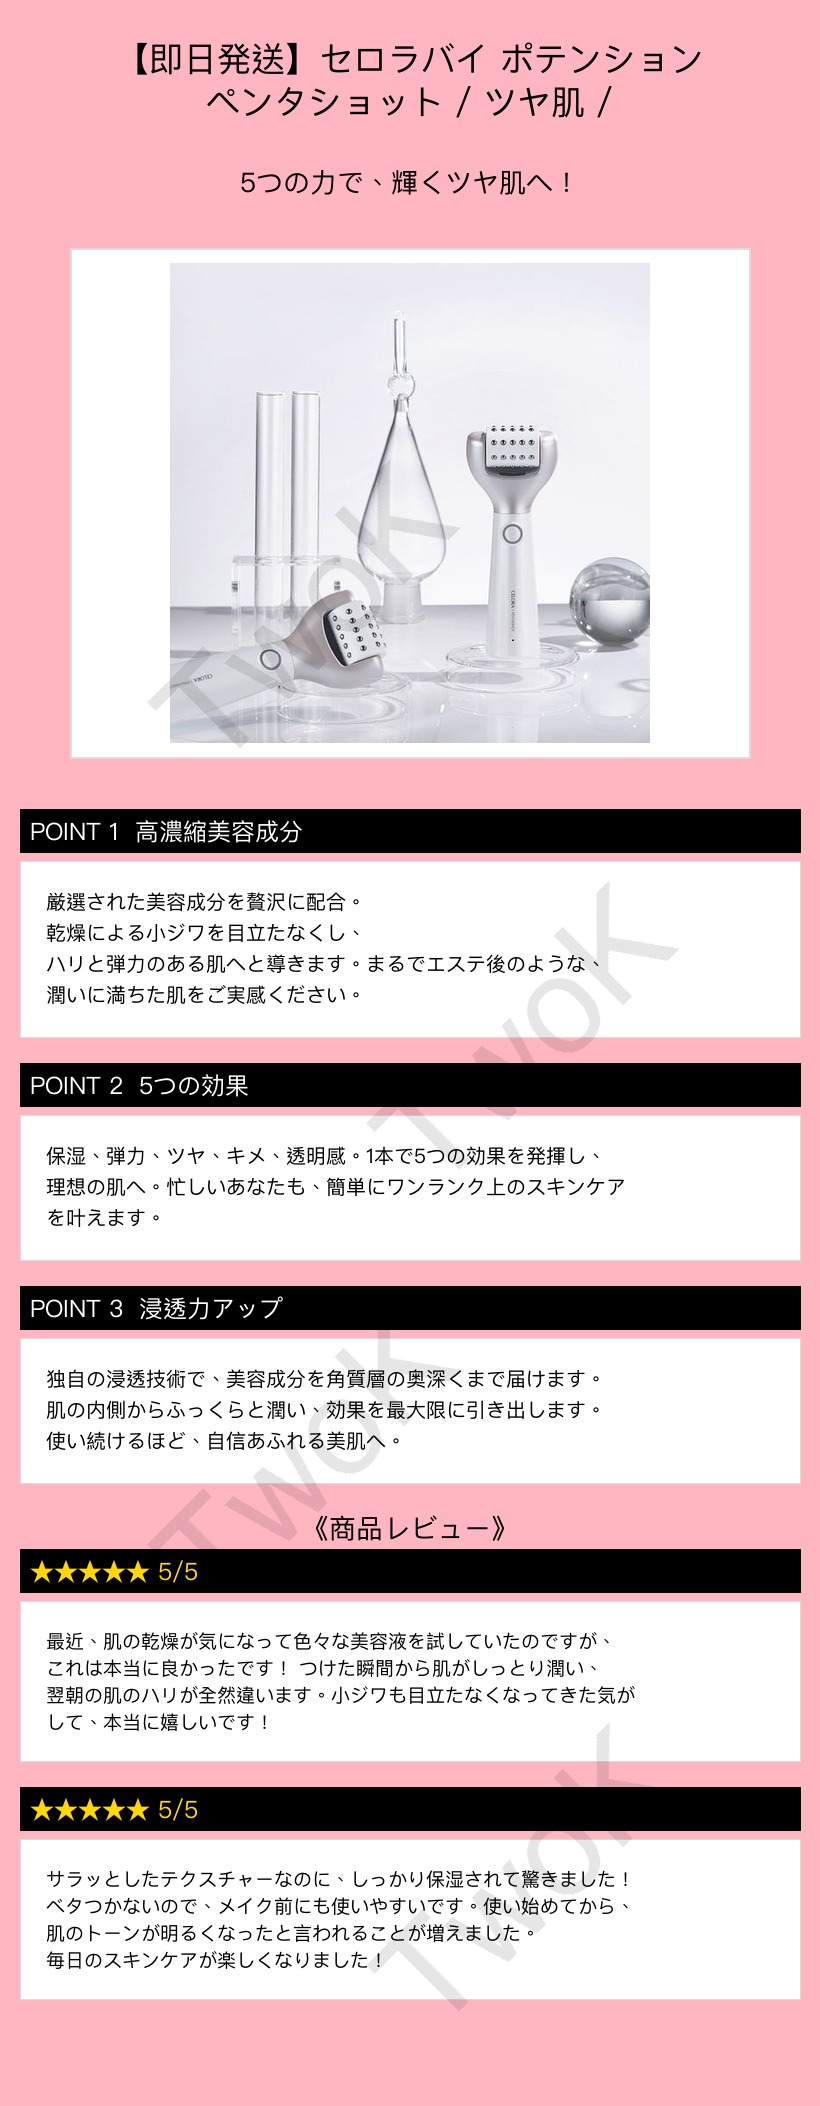 【即日発送】セロラバイ ポテンション
ペンタショット / ツヤ肌 /
5つの力で、輝くツヤ肌へ！
CELORA
CELORA
TwoK
POINT 1 高濃縮美容成分
厳選された美容成分を贅沢に配合。
乾燥による小ジワを目立たなくし、
ハリと弾力のある肌へと導きます。まるでエステ後のような、
潤いに満ちた肌をご実感ください。
TwoK
POINT 2 5つの効果
保湿、弾力、ツヤ、キメ、透明感。1本で5つの効果を発揮し、
理想の肌へ。忙しいあなたも、簡単にワンランク上のスキンケア
を叶えます。
POINT 3 浸透力アップ
独自の浸透技術で、美容成分を角質層の奥深くまで届けます。
肌の内側からふっくらと潤い、効果を最大限に引き出します。
使い続けるほど、自信あふれる美肌へ。
TwoK
《商品レビュー》
★★★★★ 5/5
最近、肌の乾燥が気になって色々な美容液を試していたのですが、
これは本当に良かったです！ つけた瞬間から肌がしっとり潤い、
翌朝の肌のハリが全然違います。小ジワも目立たなくなってきた気が
して、本当に嬉しいです！
★★★★★ 5/5
サラッとしたテクスチャーなのに、しっかり保湿されて驚きました！
ベタつかないので、メイク前にも使いやすいです。使い始めてから、
肌のトーンが明るくなったと言われることが増えました。
毎日のスキンケアが楽しくなりました！
TwoK